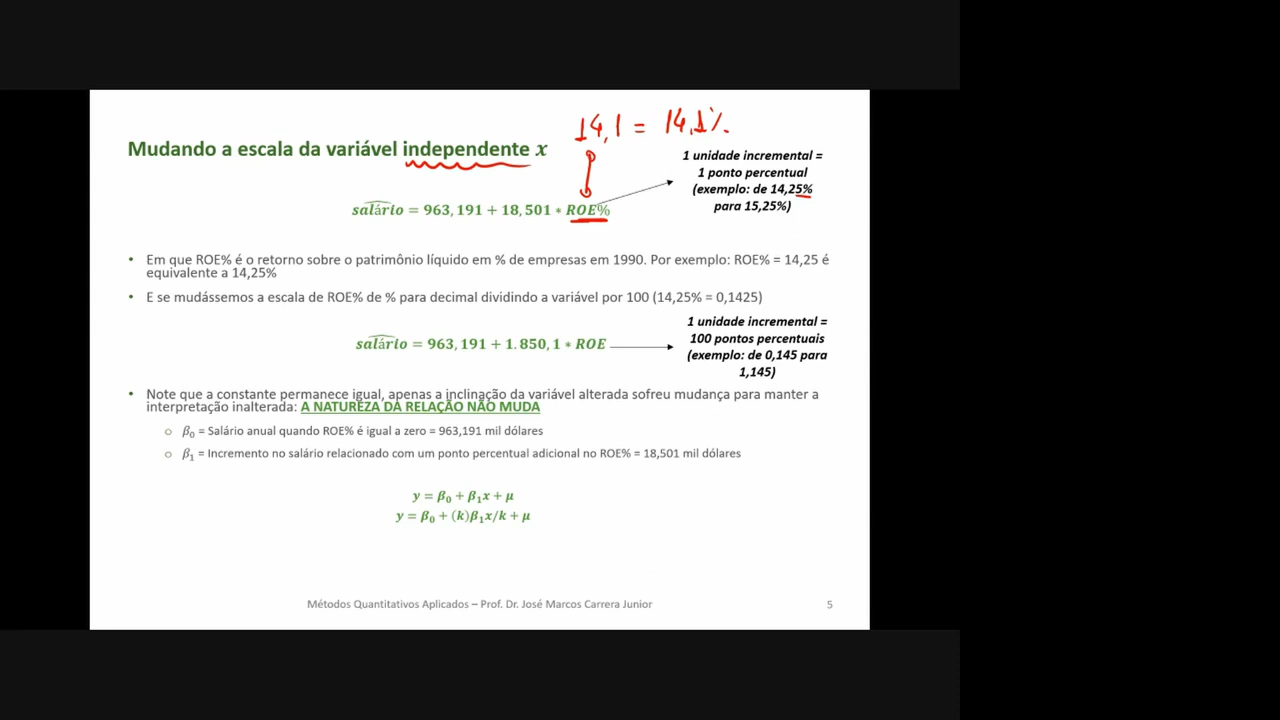 14,1 = 14,1%
Mudando a escala da variável independente x
1 unidade incremental =
1 ponto percentual
(exemplo: de 14,25%
para 15,25%)
salário = 963,191 + 18,501 * ROE%
• Em que ROE% é o retorno sobre o patrimônio líquido em % de empresas em 1990. Por exemplo: ROE% = 14,25 é
equivalente a 14,25%
• E se mudássemos a escala de ROE% de % para decimal dividindo a variável por 100 (14,25% = 0,1425)
1 unidade incremental =
100 pontos percentuais
(exemplo: de 0,145 para
1,145)
salário = 963,191 + 1.850,1 * ROE
• Note que a constante permanece igual, apenas a inclinação da variável alterada sofreu mudança para manter a
interpretação inalterada: A NATUREZA DA RELAÇÃO NÃO MUDA
○ β₀ = Salário anual quando ROE% é igual a zero = 963,191 mil dólares
○ β₁ = Incremento no salário relacionado com um ponto percentual adicional no ROE% = 18,501 mil dólares
y = β₀ + β₁x + μ
y = β₀ + (k)β₁x/k + μ
Métodos Quantitativos Aplicados – Prof. Dr. José Marcos Carrera Junior
5